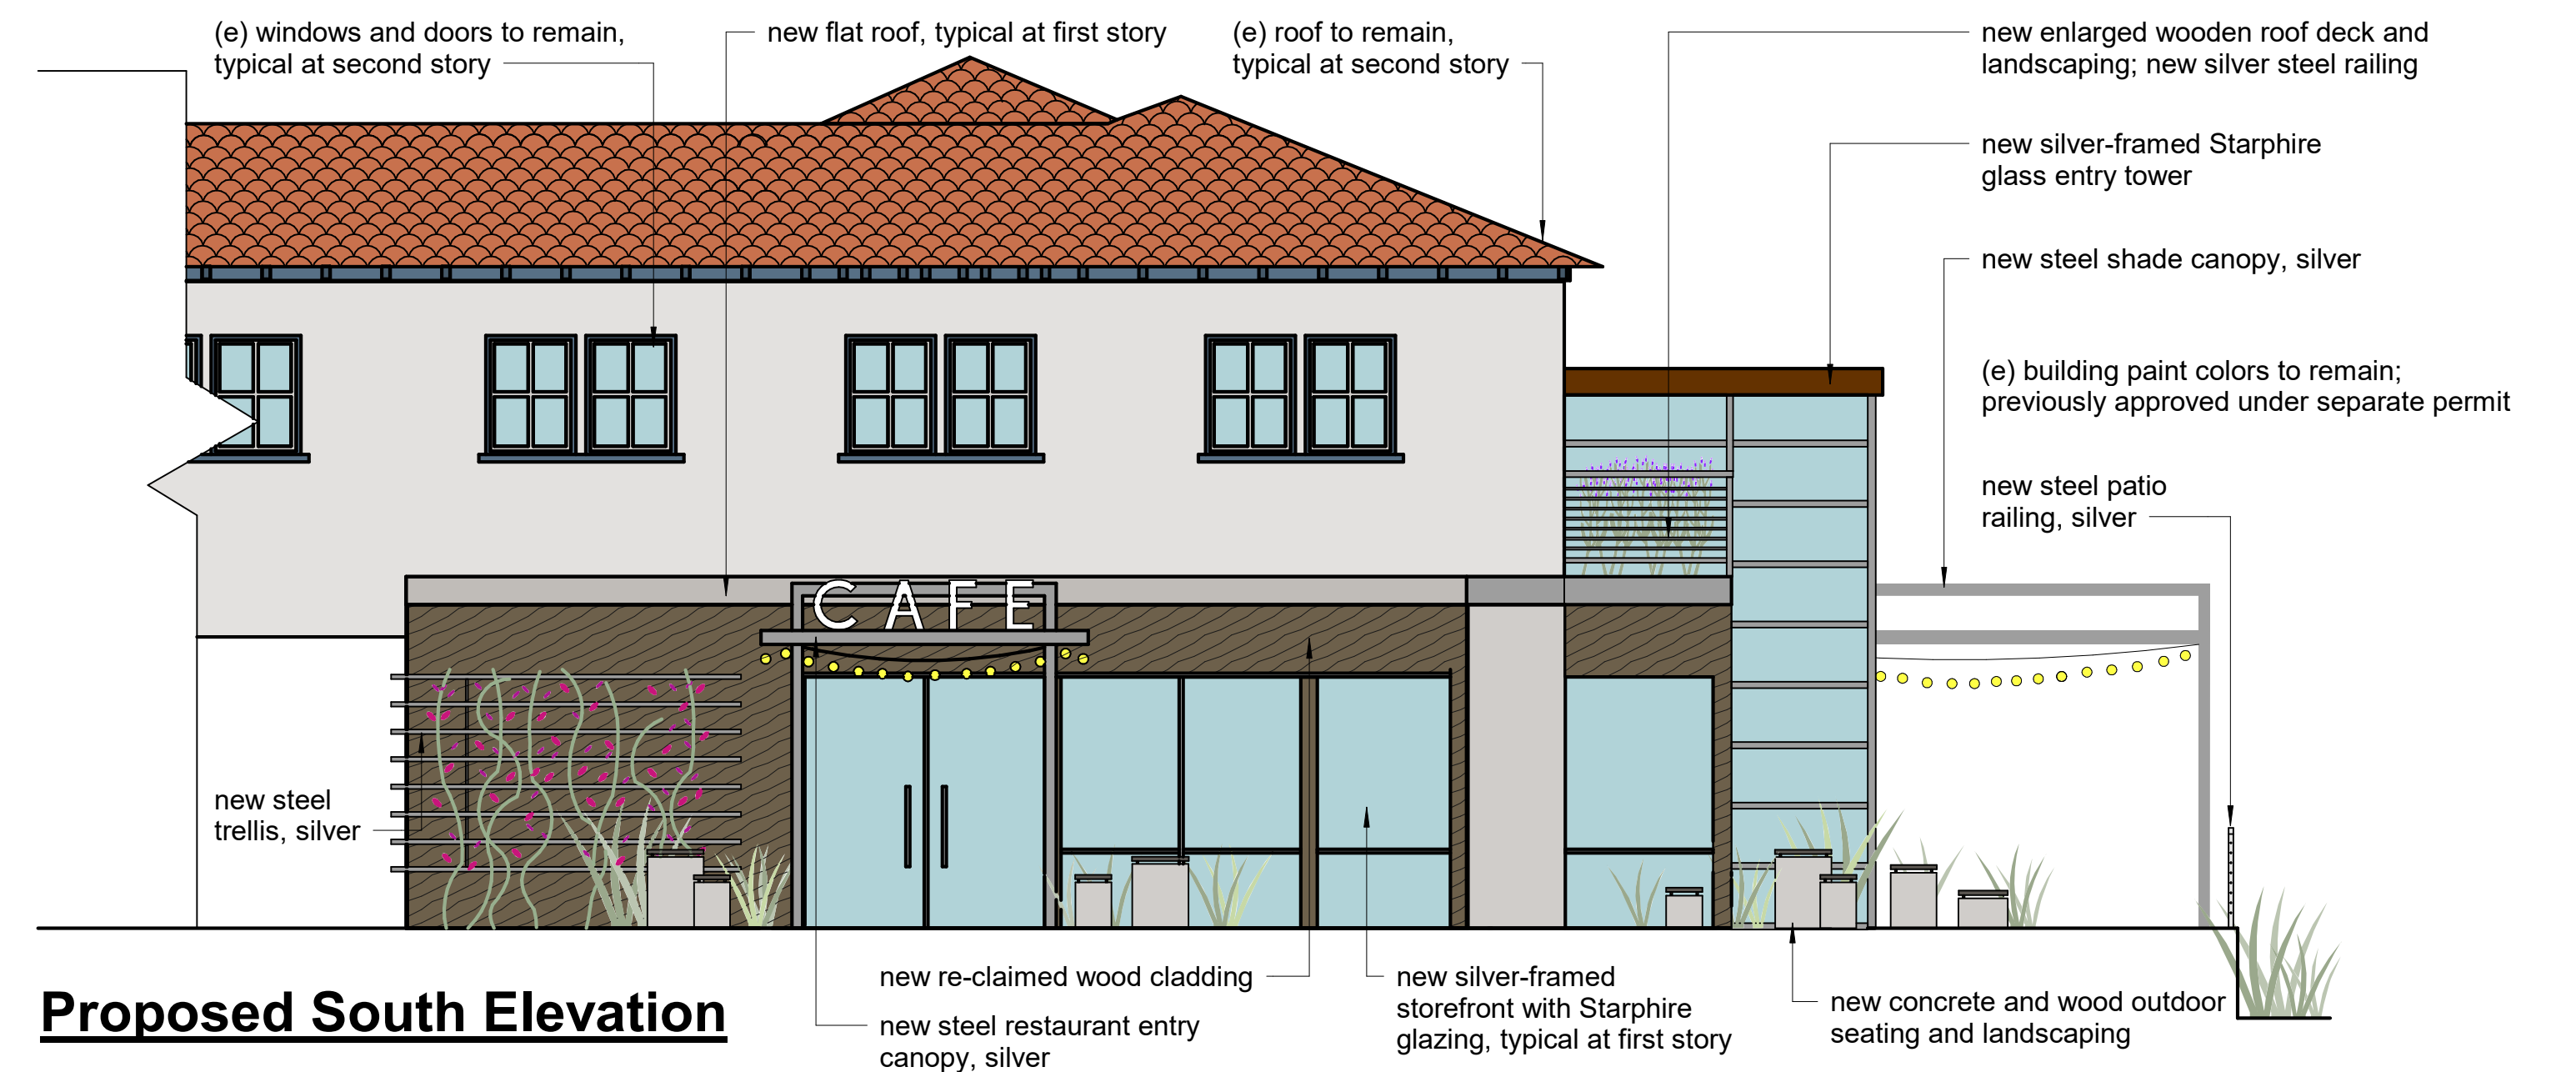 (e) windows and doors to remain,
typical at second story
new flat roof, typical at first story
(e) roof to remain,
typical at second story
new enlarged wooden roof deck and
landscaping; new silver steel railing
new silver-framed Starphire
glass entry tower
new steel shade canopy, silver
(e) building paint colors to remain;
previously approved under separate permit
new steel patio
railing, silver
CAFE
new steel
trellis, silver
new re-claimed wood cladding
new steel restaurant entry
canopy, silver
new silver-framed
storefront with Starphire
glazing, typical at first story
new concrete and wood outdoor
seating and landscaping
Proposed South Elevation